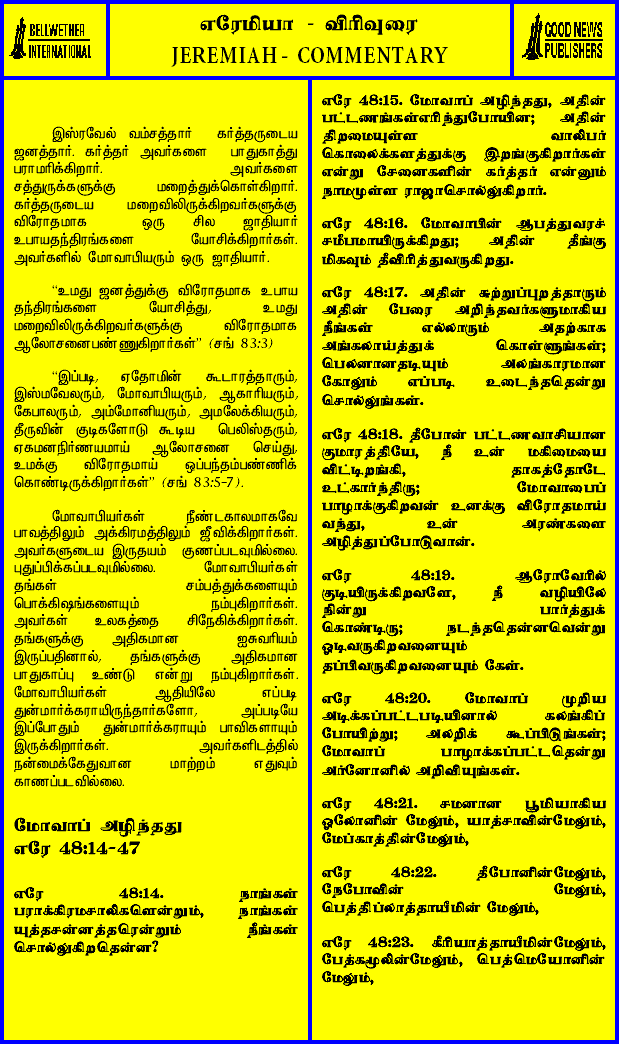 BELLWETHER
INTERNATIONAL
எரேமியா - விரிவுரை
JEREMIAH - COMMENTARY
GOOD NEWS
PUBLISHERS
இஸ்ரவேல் வம்சத்தார் கர்த்தருடைய
ஜனத்தார். கர்த்தர் அவர்களை பாதுகாத்து
பராமரிக்கிறார். அவர்களை
சத்துருக்களுக்கு மறைத்துக்கொள்கிறார்.
கர்த்தருடைய மறைவிலிருக்கிறவர்களுக்கு
விரோதமாக ஒரு சில ஜாதியார்
உபாயதந்திரங்களை யோசிக்கிறார்கள்.
அவர்களில் மோவாபியரும் ஒரு ஜாதியார்.
“உமது ஜனத்துக்கு விரோதமாக உபாய
தந்திரங்களை யோசித்து, உமது
மறைவிலிருக்கிறவர்களுக்கு விரோதமாக
ஆலோசனைபண்ணுகிறார்கள்” (சங் 83:3)
“இப்படி, ஏதோமின் கூடாரத்தாரும்,
இஸ்மவேலரும், மோவாபியரும், ஆகாரியரும்,
கேபாலரும், அம்மோனியரும், அமலேக்கியரும்,
தீருவின் குடிகளோடு கூடிய பெலிஸ்தரும்,
ஏகமனநிர்ணயமாய் ஆலோசனை செய்து,
உமக்கு விரோதமாய் ஒப்பந்தம்பண்ணிக்
கொண்டிருக்கிறார்கள்” (சங் 83:5-7).
மோவாபியர்கள் நீண்டகாலமாகவே
பாவத்திலும் அக்கிரமத்திலும் ஜீவிக்கிறார்கள்.
அவர்களுடைய இருதயம் குணப்படவுமில்லை.
புதுப்பிக்கப்படவுமில்லை. மோவாபியர்கள்
தங்கள் சம்பத்துக்களையும்
பொக்கிஷங்களையும் நம்புகிறார்கள்.
அவர்கள் உலகத்தை சிநேகிக்கிறார்கள்.
தங்களுக்கு அதிகமான ஐசுவரியம்
இருப்பதினால், தங்களுக்கு அதிகமான
பாதுகாப்பு உண்டு என்று நம்புகிறார்கள்.
மோவாபியர்கள் ஆதியிலே எப்படி
துன்மார்க்கராயிருந்தார்களோ, அப்படியே
இப்போதும் துன்மார்க்கராயும் பாவிகளாயும்
இருக்கிறார்கள். அவர்களிடத்தில்
நன்மைக்கேதுவான மாற்றம் எதுவும்
காணப்படவில்லை.
மோவாப் அழிந்தது
எரே 48:14-47
எரே 48:14. நாங்கள்
பராக்கிரமசாலிகளென்றும், நாங்கள்
யுத்தசன்னத்தரென்றும் நீங்கள்
சொல்லுகிறதென்ன?
எரே 48:15. மோவாப் அழிந்தது, அதின்
பட்டணங்கள்எரிந்துபோயின; அதின்
திறமையுள்ள வாலிபர்
கொலைக்களத்துக்கு இறங்குகிறார்கள்
என்று சேனைகளின் கர்த்தர் என்னும்
நாமமுள்ள ராஜாசொல்லுகிறார்.
எரே 48:16. மோவாபின் ஆபத்துவரச்
சமீபமாயிருக்கிறது; அதின் தீங்கு
மிகவும் தீவிரித்துவருகிறது.
எரே 48:17. அதின் சுற்றுப்புறத்தாரும்
அதின் பேரை அறிந்தவர்களுமாகிய
நீங்கள் எல்லாரும் அதற்காக
அங்கலாய்த்துக் கொள்ளுங்கள்;
பெலனானதடியும் அலங்காரமான
கோலும் எப்படி உடைந்ததென்று
சொல்லுங்கள்.
எரே 48:18. தீபோன் பட்டணவாசியான
குமாரத்தியே, நீ உன் மகிமையை
விட்டிறங்கி, தாகத்தோடே
உட்கார்ந்திரு; மோவாபைப்
பாழாக்குகிறவன் உனக்கு விரோதமாய்
வந்து, உன் அரண்களை
அழித்துப்போடுவான்.
எரே 48:19. ஆரோவேரில்
குடியிருக்கிறவளே, நீ வழியிலே
நின்று பார்த்துக்
கொண்டிரு; நடந்ததென்னவென்று
ஓடிவருகிறவனையும்
தப்பிவருகிறவனையும் கேள்.
எரே 48:20. மோவாப் முறிய
அடிக்கப்பட்டபடியினால் கலங்கிப்
போயிற்று; அலறிக் கூப்பிடுங்கள்;
மோவாப் பாழாக்கப்பட்டதென்று
அர்னோனில் அறிவியுங்கள்.
எரே 48:21. சமனான பூமியாகிய
ஓலோனின் மேலும், யாத்சாவின்மேலும்,
மேப்காத்தின்மேலும்,
எரே 48:22. தீபோனின்மேலும்,
நேபோவின் மேலும்,
பெத்திப்லாத்தாயீமின் மேலும்,
எரே 48:23. கீரியாத்தாயீமின்மேலும்,
பேத்கமூலின்மேலும், பெத்மெயோனின்
மேலும்,